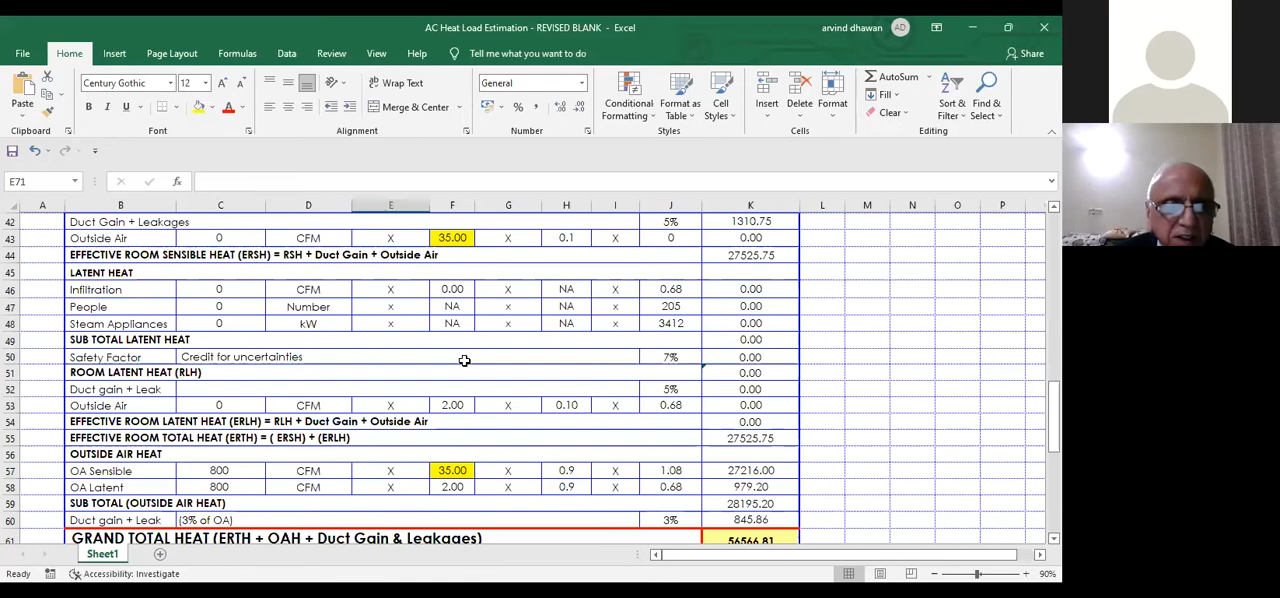 AC Heat Load Estimation - REVISED BLANK - Excel
arvind dhawan AD
File Home Insert Page Layout Formulas Data Review View Help Tell me what you want to do Share
Paste Century Gothic 12 Wrap Text General Conditional Formatting Format as Table Cell Styles Insert Delete Format AutoSum Fill Clear Sort & Filter Find & Select
B I U Merge & Center % ,
Clipboard Font Alignment Number Styles Cells Editing
E71 fx
A B C D E F G H I J K L M N O P
42 Duct Gain + Leakages 5% 1310.75
43 Outside Air 0 CFM X 35.00 X 0.1 X 0 0.00
44 EFFECTIVE ROOM SENSIBLE HEAT (ERSH) = RSH + Duct Gain + Outside Air 27525.75
45 LATENT HEAT
46 Infiltration 0 CFM X 0.00 X NA X 0.68 0.00
47 People 0 Number x NA x NA x 205 0.00
48 Steam Appliances 0 kW x NA x NA x 3412 0.00
49 SUB TOTAL LATENT HEAT 0.00
50 Safety Factor Credit for uncertainties 7% 0.00
51 ROOM LATENT HEAT (RLH) 0.00
52 Duct gain + Leak 5% 0.00
53 Outside Air 0 CFM X 2.00 X 0.10 X 0.68 0.00
54 EFFECTIVE ROOM LATENT HEAT (ERLH) = RLH + Duct Gain + Outside Air 0.00
55 EFFECTIVE ROOM TOTAL HEAT (ERTH) = ( ERSH) + (ERLH) 27525.75
56 OUTSIDE AIR HEAT
57 OA Sensible 800 CFM X 35.00 X 0.9 X 1.08 27216.00
58 OA Latent 800 CFM X 2.00 X 0.9 X 0.68 979.20
59 SUB TOTAL (OUTSIDE AIR HEAT) 28195.20
60 Duct gain + Leak (3% of OA) 3% 845.86
61 GRAND TOTAL HEAT (ERTH + OAH + Duct Gain & Leakages) 56566.81
Sheet1
Ready Accessibility: Investigate 90%